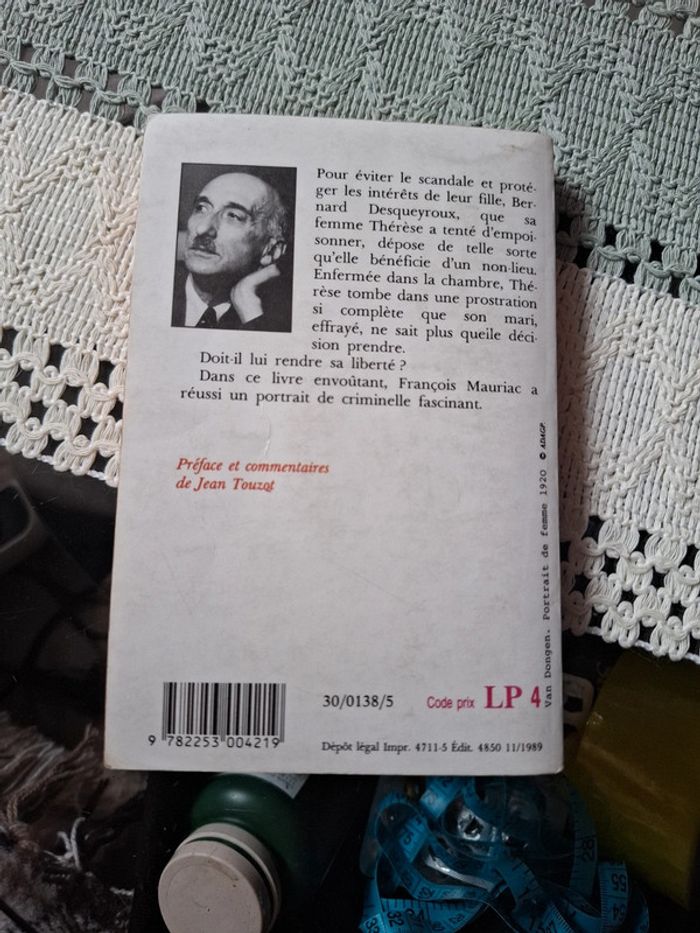 Pour éviter le scandale et proté-
ger les intérêts de leur fille, Ber-
nard Desqueyroux, que sa
femme Thérèse a tenté d'empoi-
sonner, dépose de telle sorte
qu'elle bénéficie d'un non-lieu.
Enfermée dans la chambre, Thé-
rèse tombe dans une prostration
si complète que son mari,
effrayé, ne sait plus quelle déci-
sion prendre.
Doit-il lui rendre sa liberté ?
Dans ce livre envoûtant, François Mauriac a
réussi un portrait de criminelle fascinant.
Préface et commentaires
de Jean Touzot
Van Dongen. Portrait de femme 1920 © ADAGP.
30/0138/5
Code prix LP 4
9 782253 004219
Dépôt légal Impr. 4711-5 Édit. 4850 11/1989